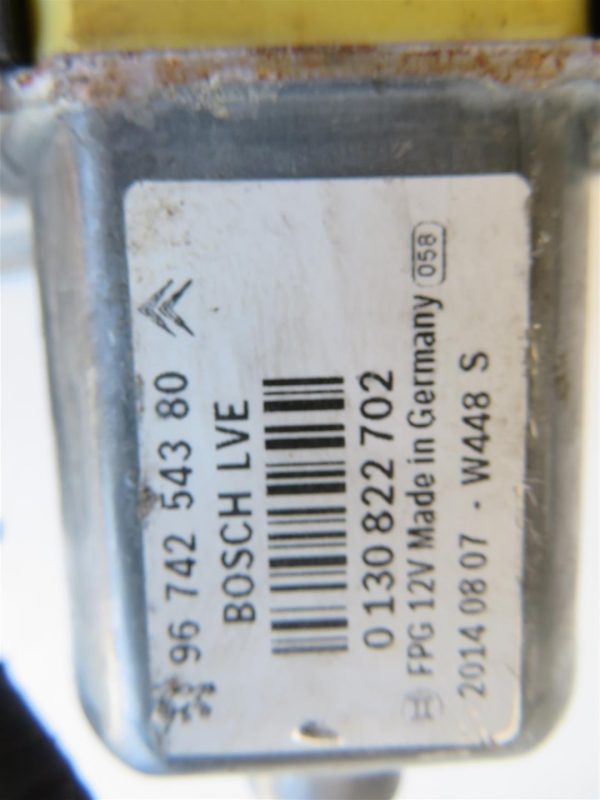 96 742 543 80
BOSCH LVE
0 130 822 702
FPG 12V Made in Germany 058
2014 08 07 - W448 S